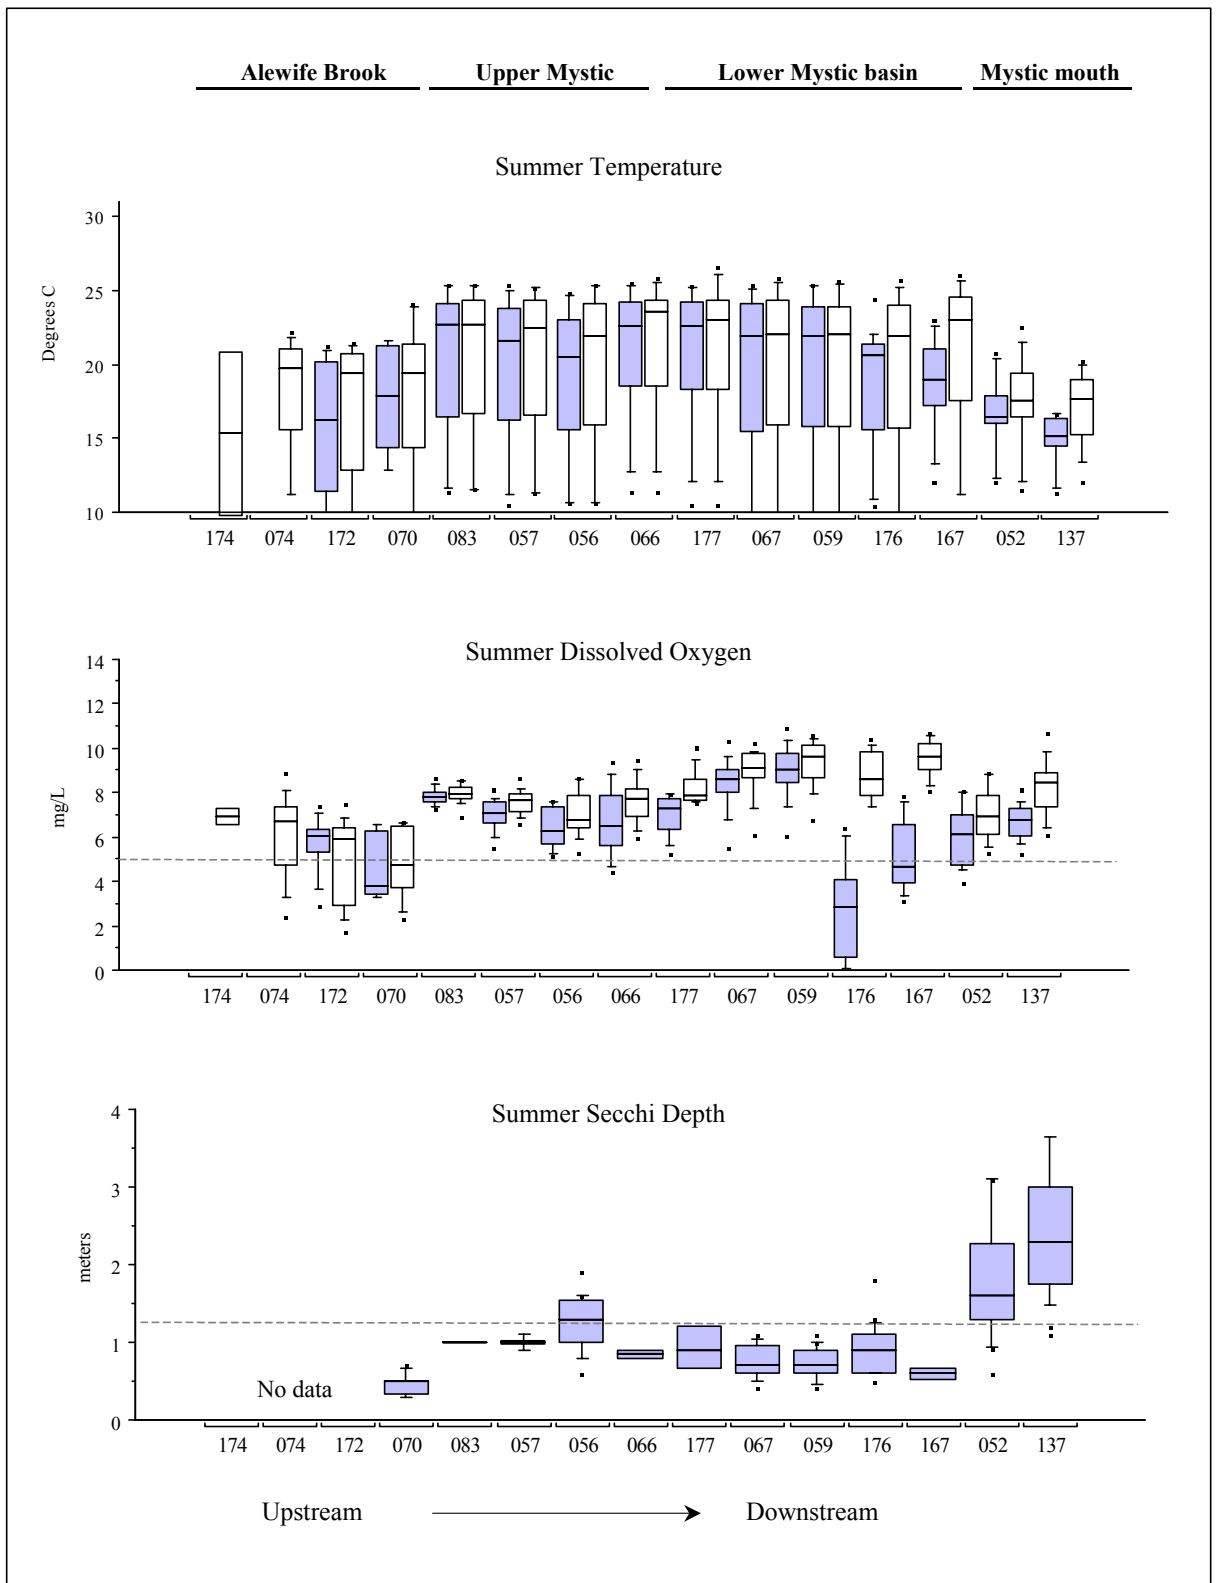 Alewife Brook Upper Mystic Lower Mystic basin Mystic mouth
Summer Temperature
Degrees C
30
25
20
15
10
174 074 172 070 083 057 056 066 177 067 059 176 167 052 137
Summer Dissolved Oxygen
mg/L
14
12
10
8
6
4
2
0
174 074 172 070 083 057 056 066 177 067 059 176 167 052 137
Summer Secchi Depth
meters
4
3
2
1
0
No data
174 074 172 070 083 057 056 066 177 067 059 176 167 052 137
Upstream Downstream